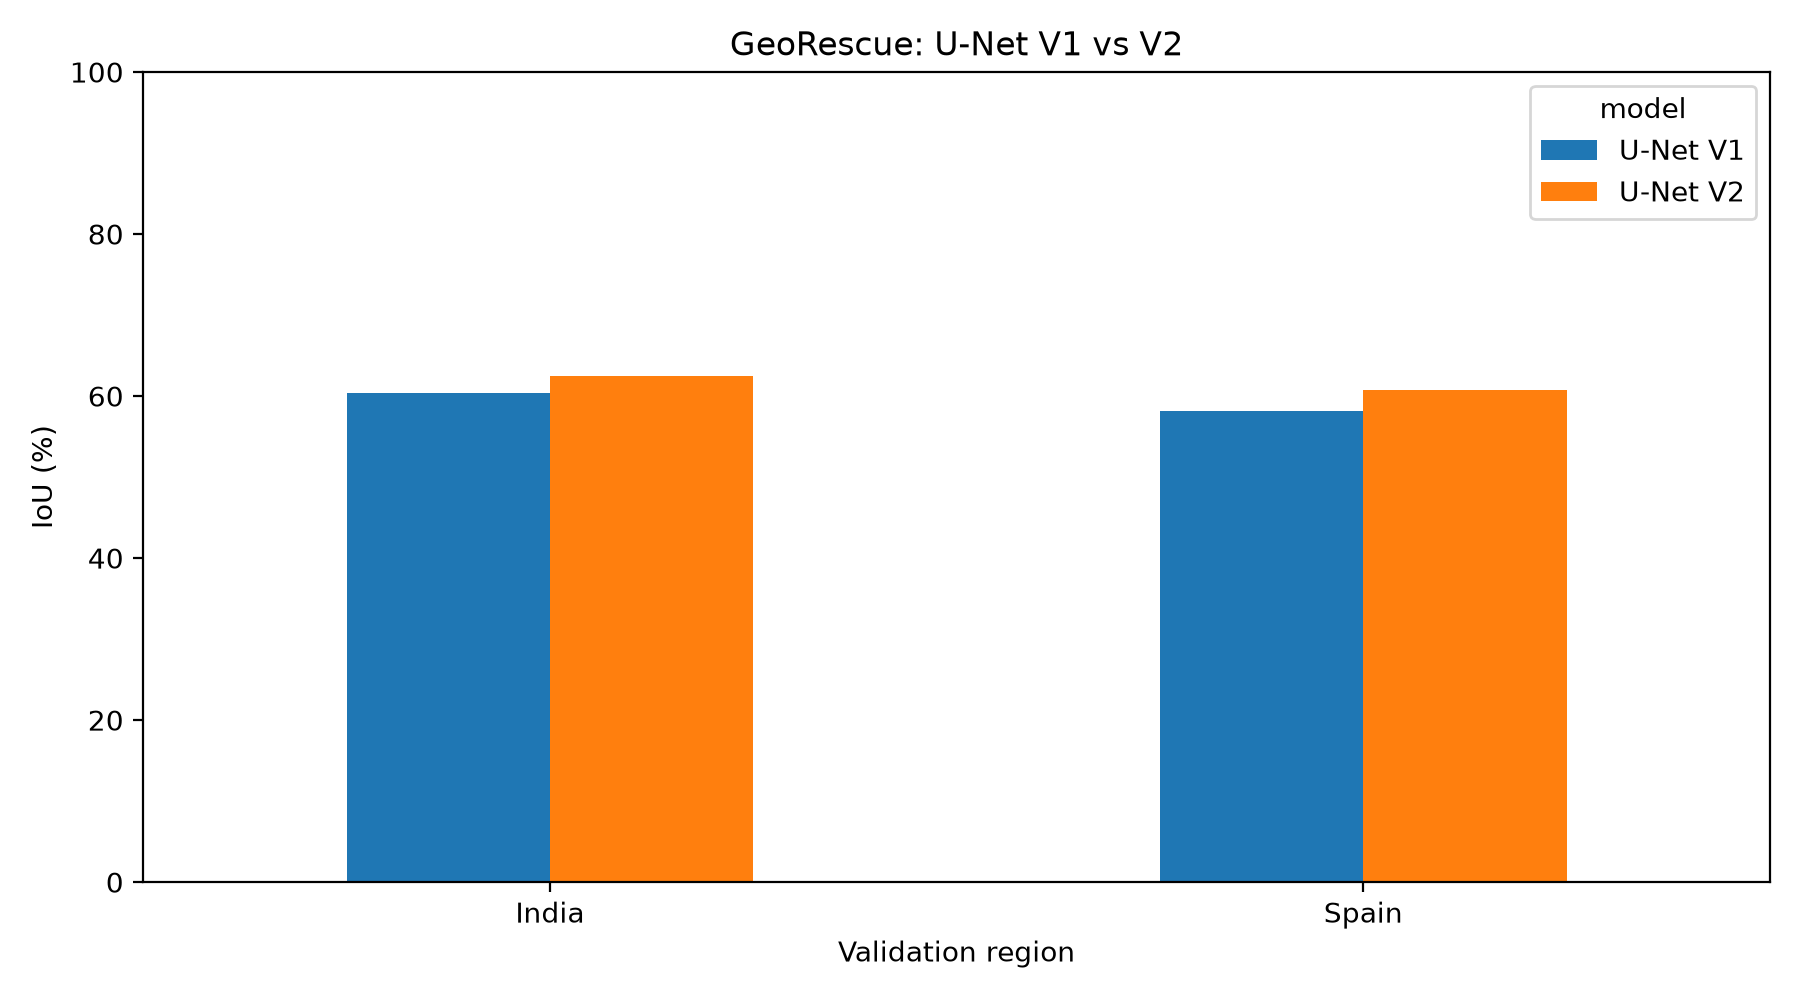 GeoRescue: U-Net V1 vs V2
model
U-Net V1
U-Net V2
IoU (%)
100
80
60
40
20
0
India
Spain
Validation region